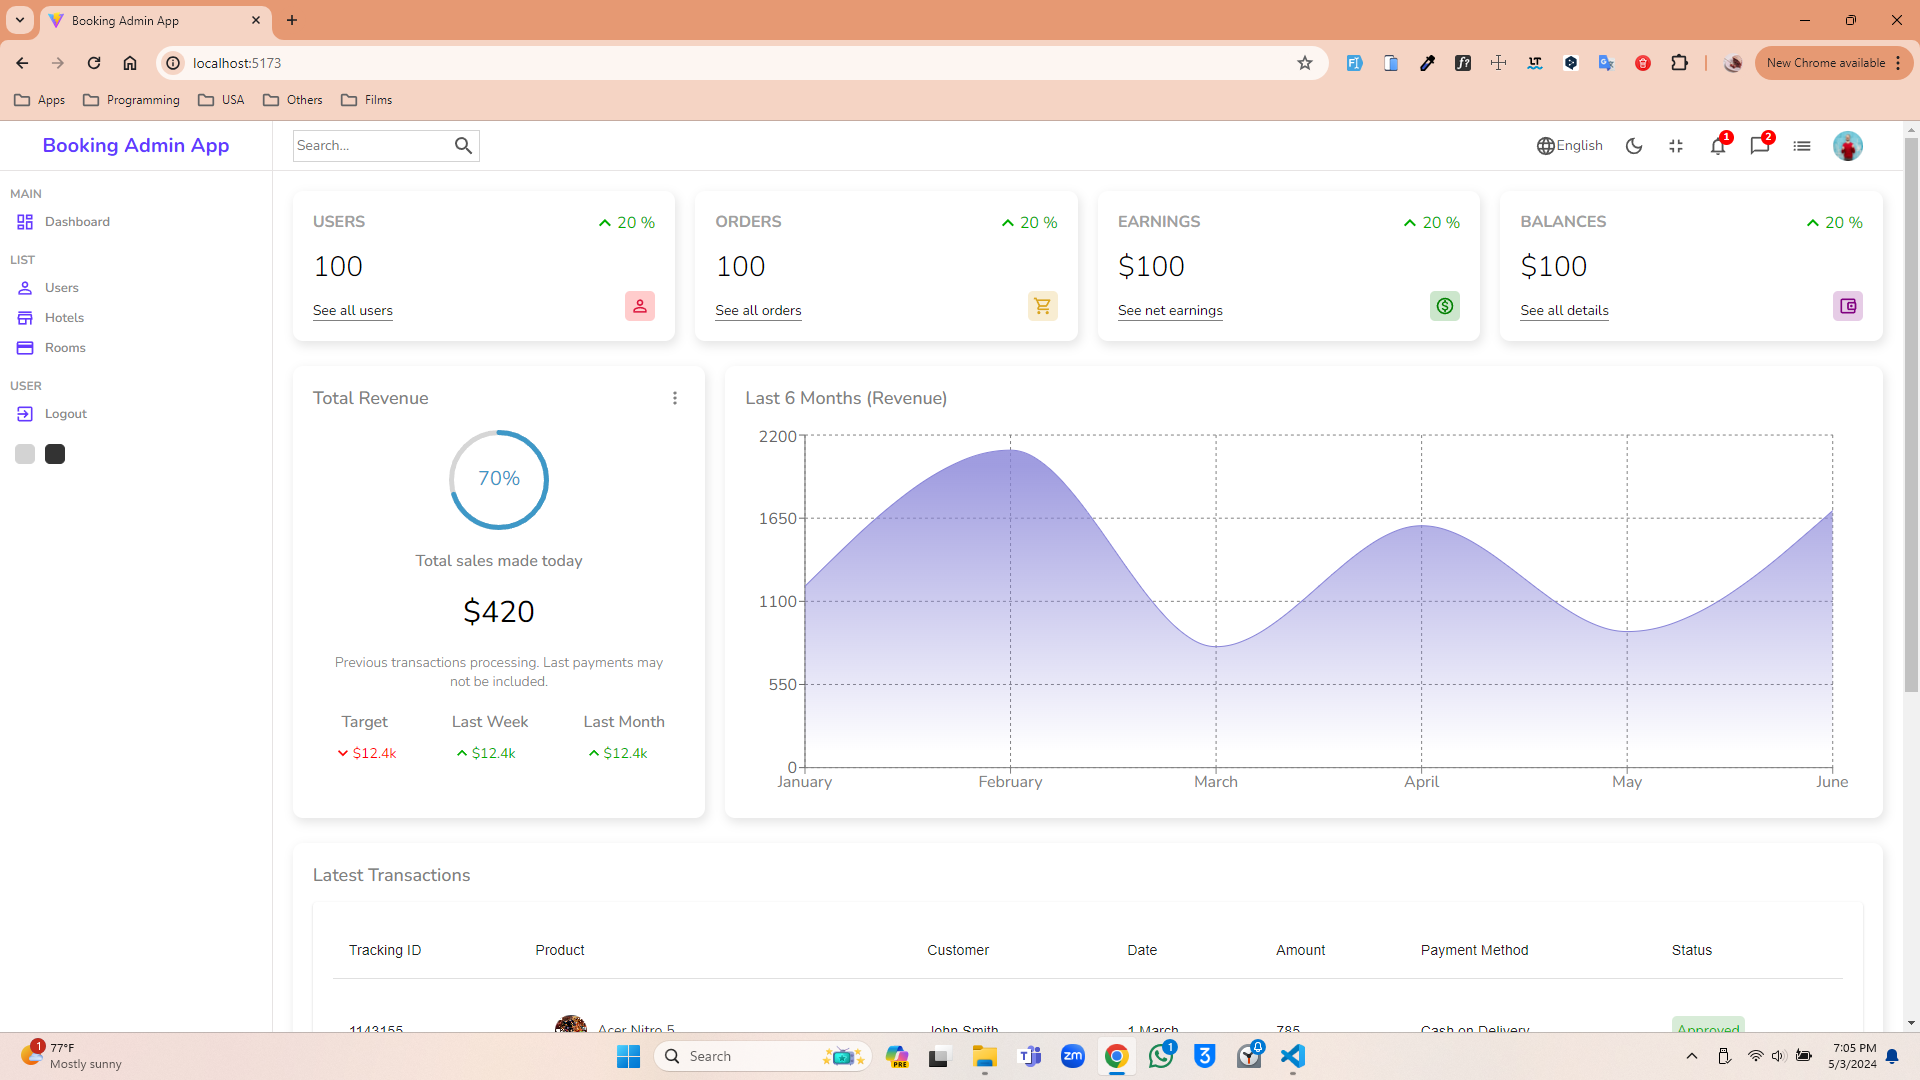 Booking Admin App
localhost:5173
New Chrome available
Apps
Programming
USA
Others
Films
Booking Admin App
Search...
English
1
2
MAIN
Dashboard
LIST
Users
Hotels
Rooms
USER
Logout
USERS
20 %
100
See all users
ORDERS
20 %
100
See all orders
EARNINGS
20 %
$100
See net earnings
BALANCES
20 %
$100
See all details
Total Revenue
70%
Total sales made today
$420
Previous transactions processing. Last payments may
not be included.
Target
Last Week
Last Month
$12.4k
$12.4k
$12.4k
Last 6 Months (Revenue)
2200
1650
1100
550
0
January
February
March
April
May
June
Latest Transactions
Tracking ID
Product
Customer
Date
Amount
Payment Method
Status
1143155
Acer Nitro 5
John Smith
1 March
785
Cash on Delivery
Approved
1
77°F
Mostly sunny
Search
PRE
zm
1
7:05 PM
5/3/2024